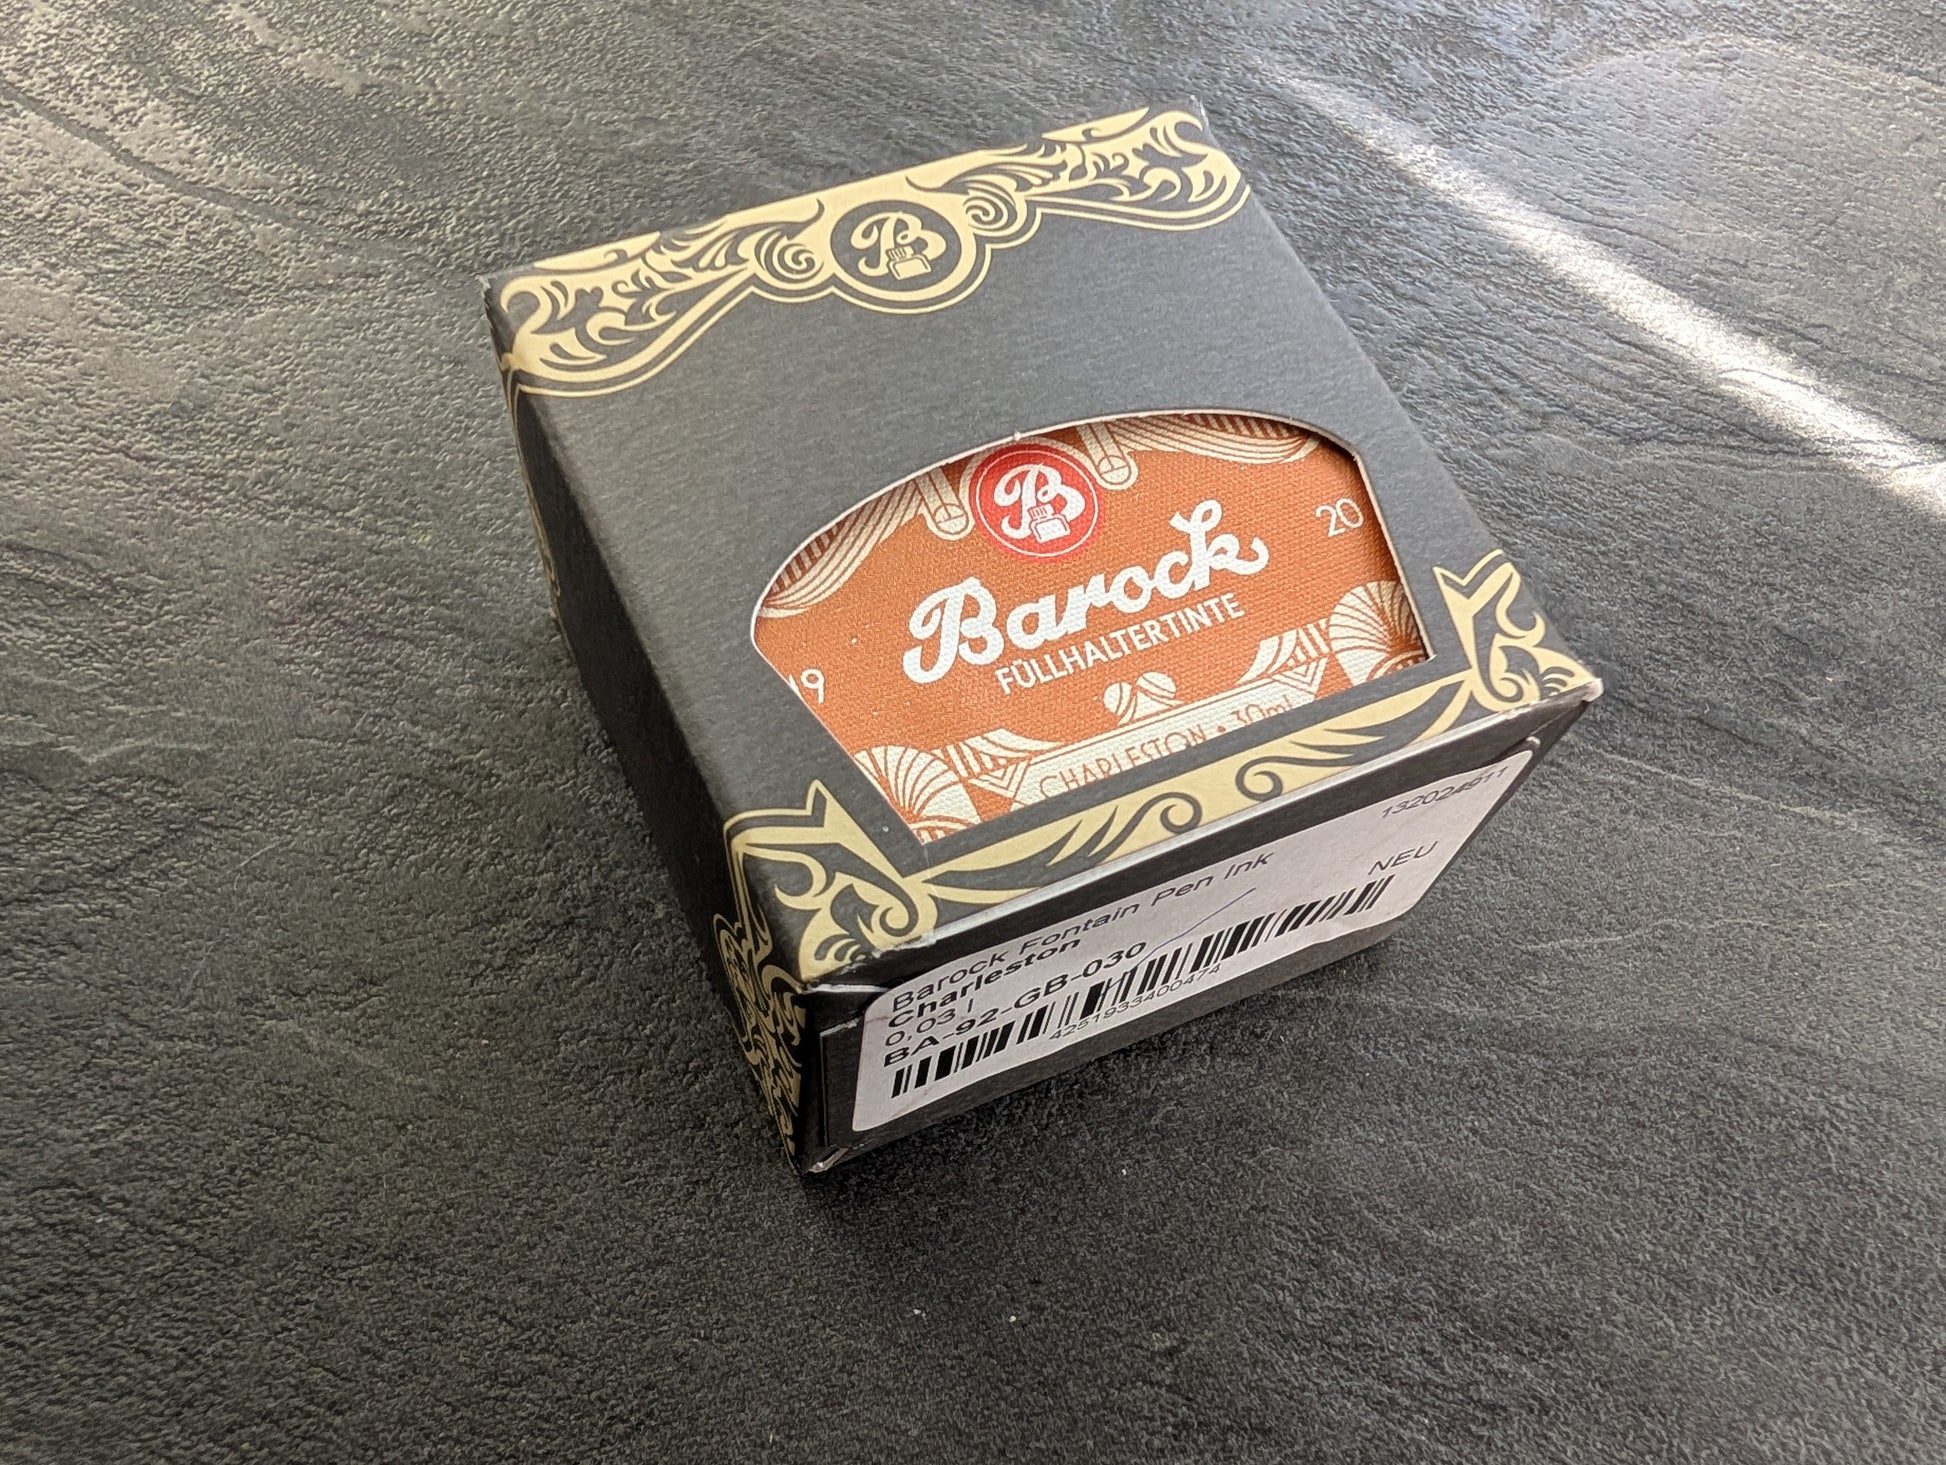 B
B
Barock
FÜLLHALTERTINTE
19
20
CHARLESTON • 30ml
132024911
Barock Fontain Pen Ink
NEU
Charleston
0,03 l
BA-92-GB-030
4251933400474